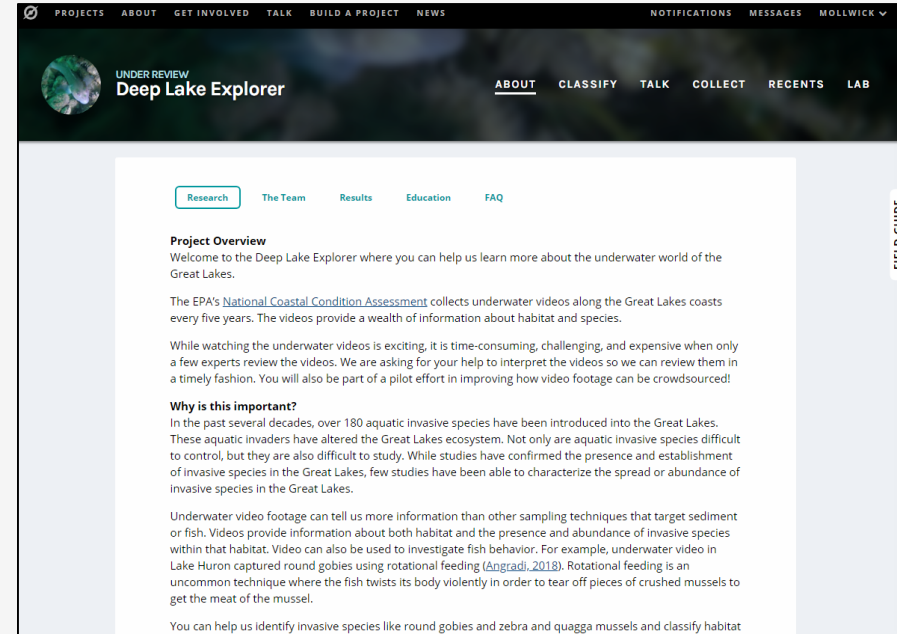 PROJECTS ABOUT GET INVOLVED TALK BUILD A PROJECT NEWS NOTIFICATIONS MESSAGES MOLLWICK
UNDER REVIEW
Deep Lake Explorer
ABOUT CLASSIFY TALK COLLECT RECENTS LAB
Research The Team Results Education FAQ
FIELD GUIDE
Project Overview
Welcome to the Deep Lake Explorer where you can help us learn more about the underwater world of the
Great Lakes.
The EPA's National Coastal Condition Assessment collects underwater videos along the Great Lakes coasts
every five years. The videos provide a wealth of information about habitat and species.
While watching the underwater videos is exciting, it is time-consuming, challenging, and expensive when only
a few experts review the videos. We are asking for your help to interpret the videos so we can review them in
a timely fashion. You will also be part of a pilot effort in improving how video footage can be crowdsourced!
Why is this important?
In the past several decades, over 180 aquatic invasive species have been introduced into the Great Lakes.
These aquatic invaders have altered the Great Lakes ecosystem. Not only are aquatic invasive species difficult
to control, but they are also difficult to study. While studies have confirmed the presence and establishment
of invasive species in the Great Lakes, few studies have been able to characterize the spread or abundance of
invasive species in the Great Lakes.
Underwater video footage can tell us more information than other sampling techniques that target sediment
or fish. Videos provide information about both habitat and the presence and abundance of invasive species
within that habitat. Video can also be used to investigate fish behavior. For example, underwater video in
Lake Huron captured round gobies using rotational feeding (Angradi, 2018). Rotational feeding is an
uncommon technique where the fish twists its body violently in order to tear off pieces of crushed mussels to
get the meat of the mussel.
You can help us identify invasive species like round gobies and zebra and quagga mussels and classify habitat